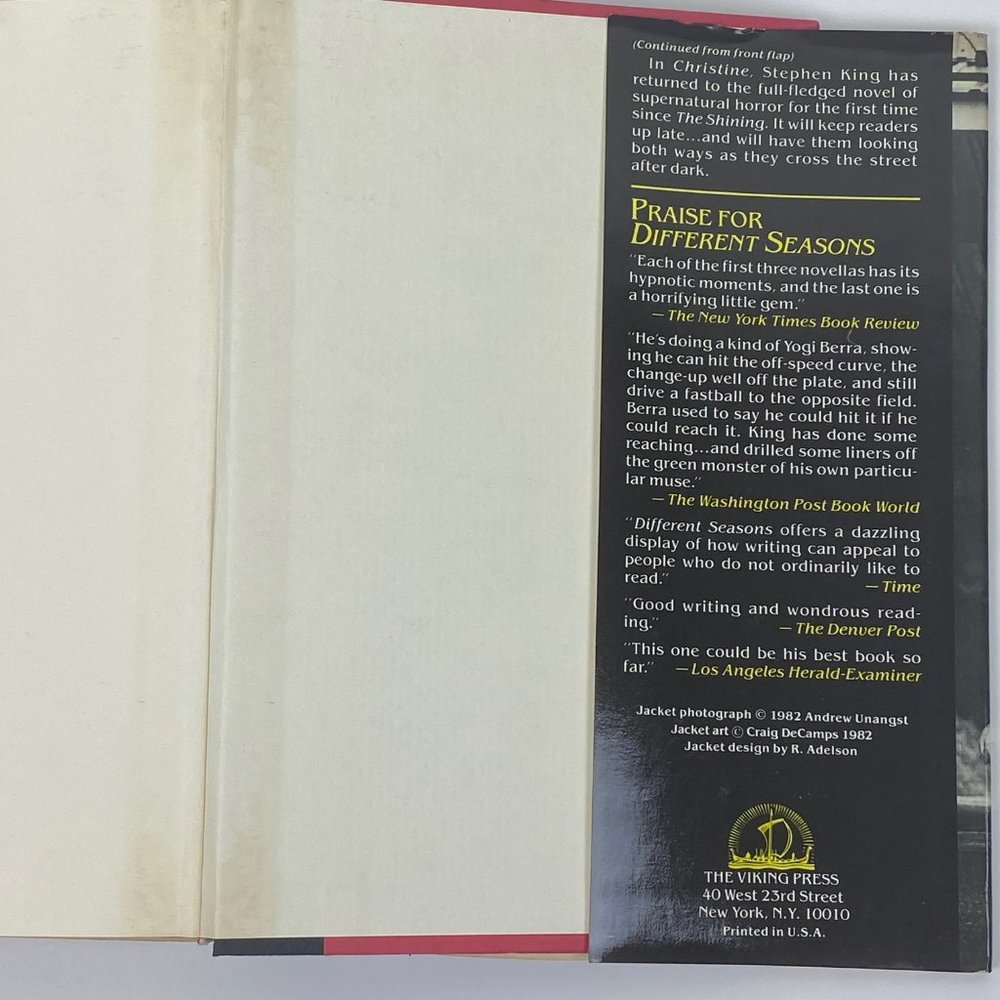 (Continued from front flap)
In Christine, Stephen King has
returned to the full-fledged novel of
supernatural horror for the first time
since The Shining. It will keep readers
up late...and will have them looking
both ways as they cross the street
after dark.
PRAISE FOR
DIFFERENT SEASONS
"Each of the first three novellas has its
hypnotic moments, and the last one is
a horrifying little gem."
— The New York Times Book Review
"He's doing a kind of Yogi Berra, show-
ing he can hit the off-speed curve, the
change-up well off the plate, and still
drive a fastball to the opposite field.
Berra used to say he could hit it if he
could reach it. King has done some
reaching...and drilled some liners off
the green monster of his own particu-
lar muse."
— The Washington Post Book World
"Different Seasons offers a dazzling
display of how writing can appeal to
people who do not ordinarily like to
read." — Time
"Good writing and wondrous read-
ing." — The Denver Post
"This one could be his best book so
far." — Los Angeles Herald-Examiner
Jacket photograph © 1982 Andrew Unangst
Jacket art © Craig DeCamps 1982
Jacket design by R. Adelson
THE VIKING PRESS
40 West 23rd Street
New York, N.Y. 10010
Printed in U.S.A.